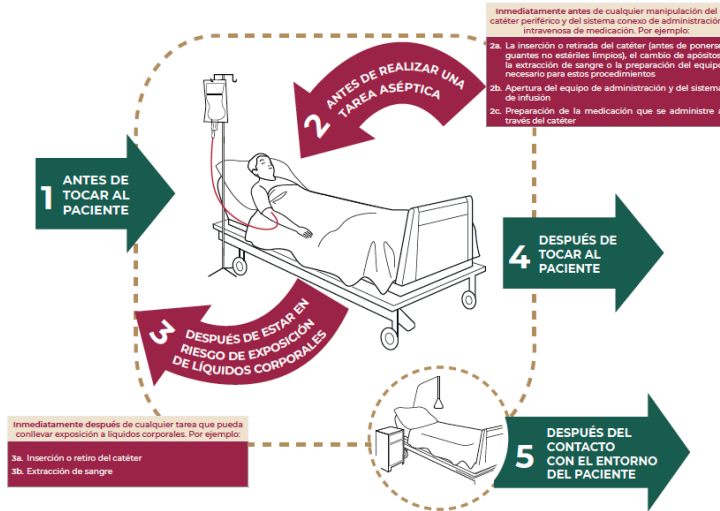 Inmediatamente antes de cualquier manipulación del
catéter periférico y del sistema conexo de administración
intravenosa de medicación. Por ejemplo:
2a. La inserción o retirada del catéter (antes de ponerse
guantes no estériles limpios), el cambio de apósitos,
la extracción de sangre o la preparación del equipo
necesario para estos procedimientos
2b. Apertura del equipo de administración y del sistema
de infusión
2c. Preparación de la medicación que se administre a
través del catéter
2 ANTES DE REALIZAR UNA
TAREA ASÉPTICA
1 ANTES DE
TOCAR AL
PACIENTE
4 DESPUÉS DE
TOCAR AL
PACIENTE
3 DESPUÉS DE ESTAR EN
RIESGO DE EXPOSICIÓN
DE LÍQUIDOS CORPORALES
Inmediatamente después de cualquier tarea que pueda
conllevar exposición a líquidos corporales. Por ejemplo:
3a. Inserción o retiro del catéter
3b. Extracción de sangre
5 DESPUÉS DEL
CONTACTO
CON EL ENTORNO
DEL PACIENTE